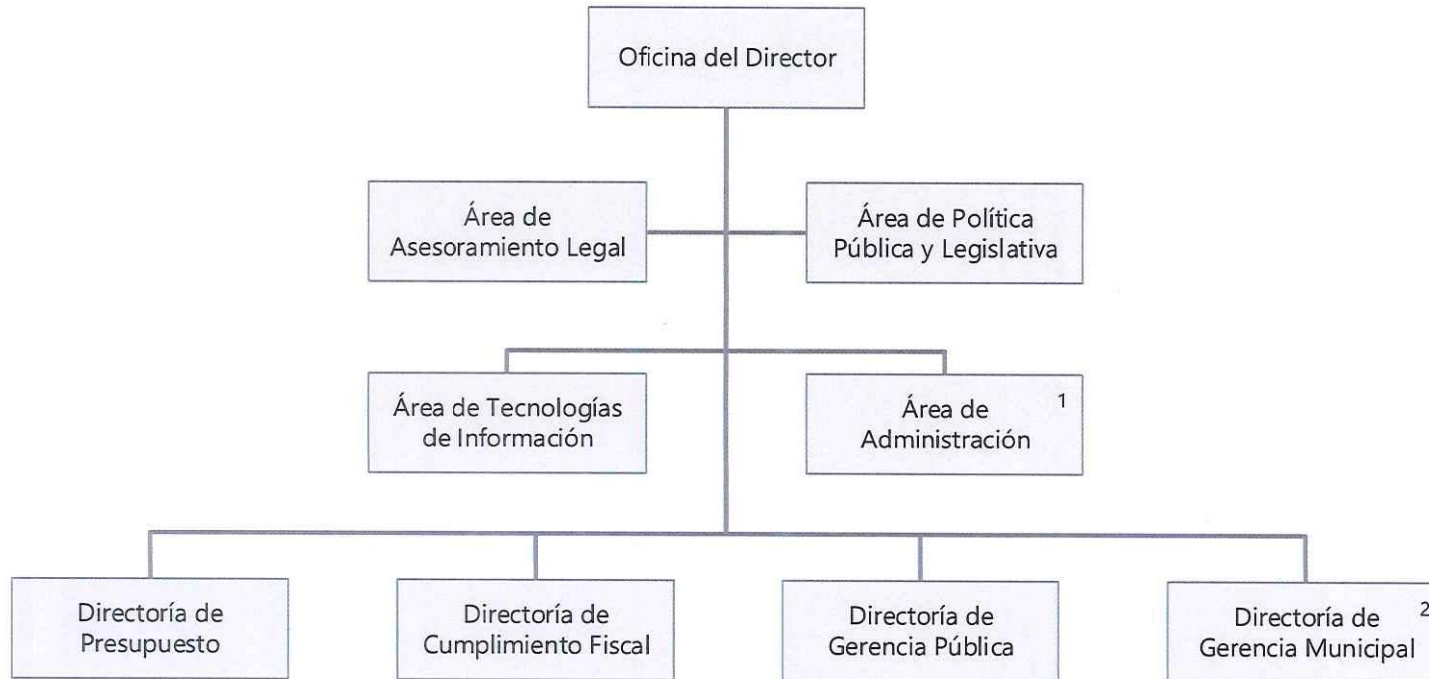 Oficina del Director
Área de
Asesoramiento Legal
Área de Política
Pública y Legislativa
Área de Tecnologías
de Información
Área de 1
Administración
Directoría de
Presupuesto
Directoría de
Cumplimiento Fiscal
Directoría de
Gerencia Pública
Directoría de 2
Gerencia Municipal